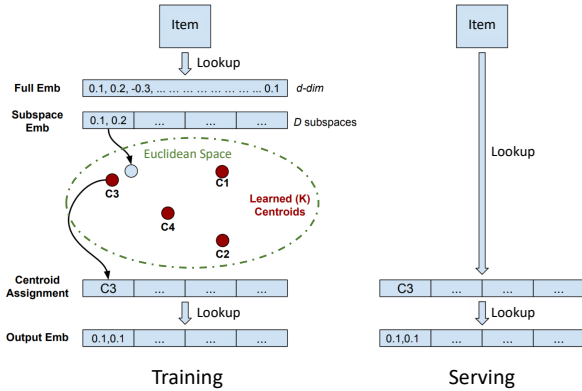 Item
Item
Lookup
Full Emb
0.1, 0.2, -0.3, ... ... ... ... ... ... ... ... 0.1
d-dim
Subspace
Emb
0.1, 0.2
...
...
...
D subspaces
Euclidean Space
C3
C1
C4
C2
Learned (K)
Centroids
Lookup
Centroid
Assignment
C3
...
...
...
C3
...
...
...
Lookup
Lookup
Output Emb
0.1,0.1
...
...
...
0.1,0.1
...
...
...
Training
Serving